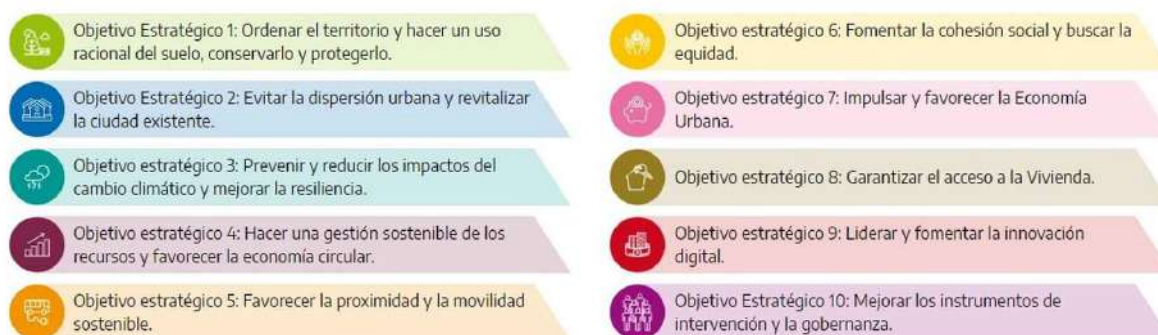 Objetivo Estratégico 1: Ordenar el territorio y hacer un uso
racional del suelo, conservarlo y protegerlo.
Objetivo Estratégico 2: Evitar la dispersión urbana y revitalizar
la ciudad existente.
Objetivo estratégico 3: Prevenir y reducir los impactos del
cambio climático y mejorar la resiliencia.
Objetivo estratégico 4: Hacer una gestión sostenible de los
recursos y favorecer la economía circular.
Objetivo estratégico 5: Favorecer la proximidad y la movilidad
sostenible.
Objetivo estratégico 6: Fomentar la cohesión social y buscar la
equidad.
Objetivo estratégico 7: Impulsar y favorecer la Economía
Urbana.
Objetivo estratégico 8: Garantizar el acceso a la Vivienda.
Objetivo estratégico 9: Liderar y fomentar la innovación
digital.
Objetivo Estratégico 10: Mejorar los instrumentos de
intervención y la gobernanza.